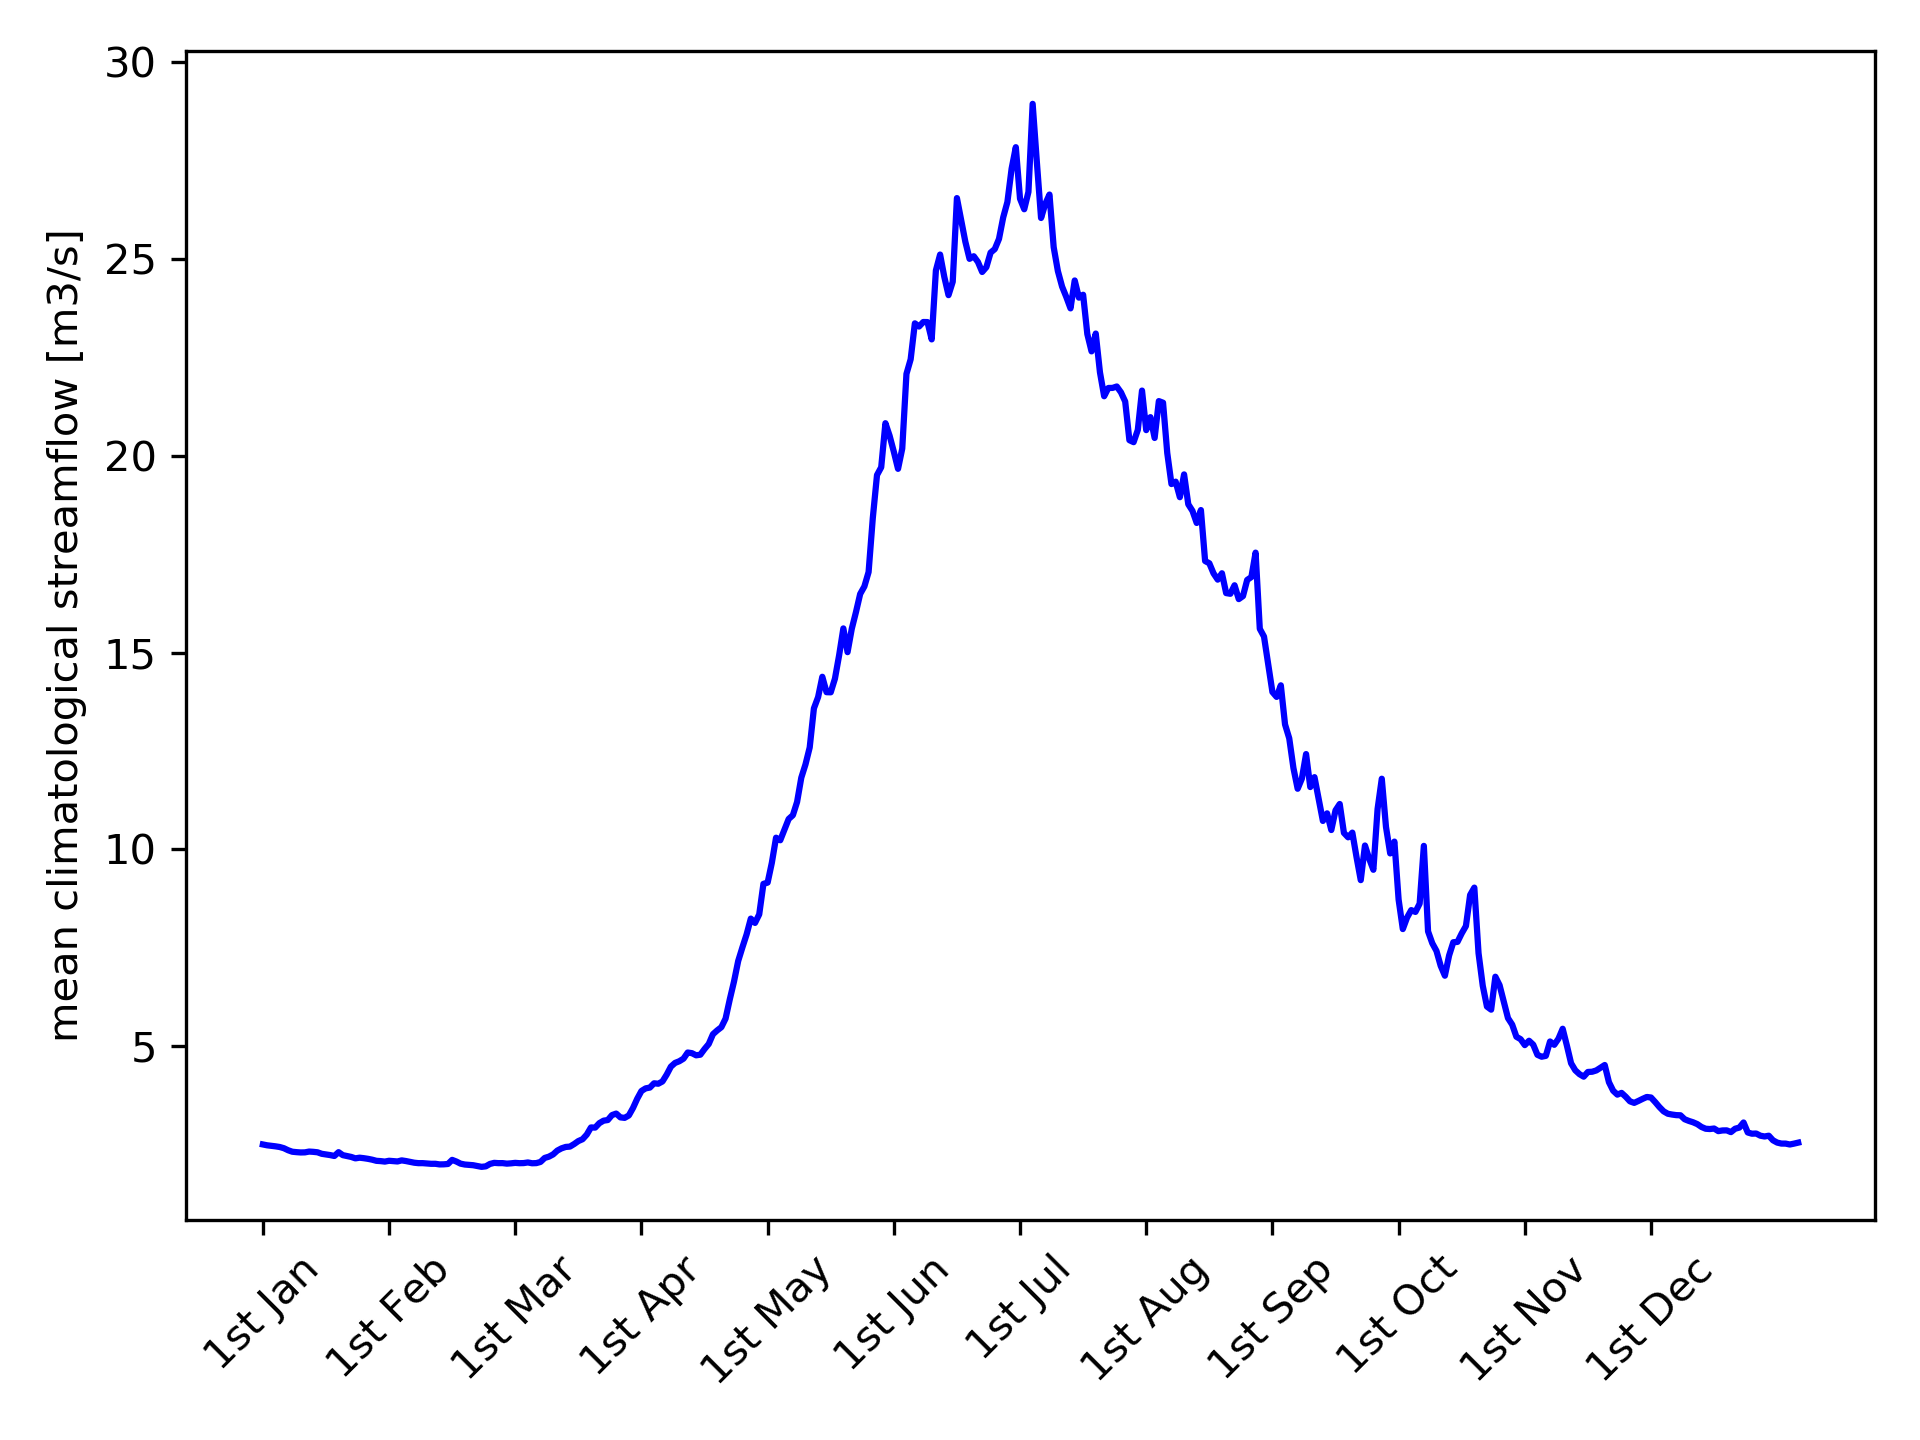 mean climatological streamflow [m3/s]
30
25
20
15
10
5
1st Jan
1st Feb
1st Mar
1st Apr
1st May
1st Jun
1st Jul
1st Aug
1st Sep
1st Oct
1st Nov
1st Dec